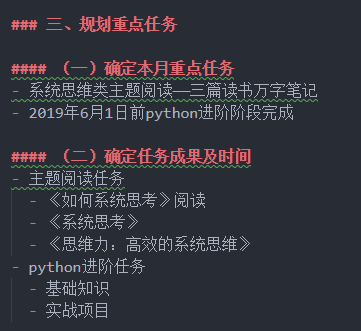 ### 三、规划重点任务
#### （一）确定本月重点任务
- 系统思维类主题阅读——三篇读书万字笔记
- 2019年6月1日前python进阶阶段完成
#### （二）确定任务成果及时间
- 主题阅读任务
- 《如何系统思考》阅读
- 《系统思考》
- 《思维力：高效的系统思维》
- python进阶任务
- 基础知识
- 实战项目